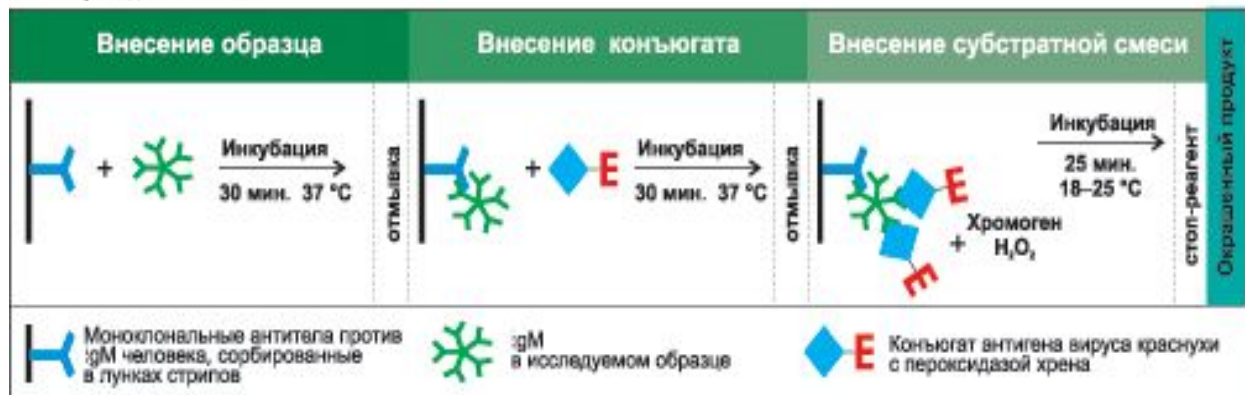 Внесение образца
Внесение конъюгата
Внесение субстратной смеси
Окрашенный продукт
+
Инкубация
30 мин. 37 °C
отмывка
+
E
Инкубация
30 мин. 37 °C
отмывка
E
E
+
Хромоген
H₂O₂
Инкубация
25 мин.
18–25 °C
стоп-реагент
Моноклональные антитела против
IgM человека, сорбированные
в лунках стрипов
IgM
в исследуемом образце
E
Конъюгат антигена вируса краснухи
с пероксидазой хрена